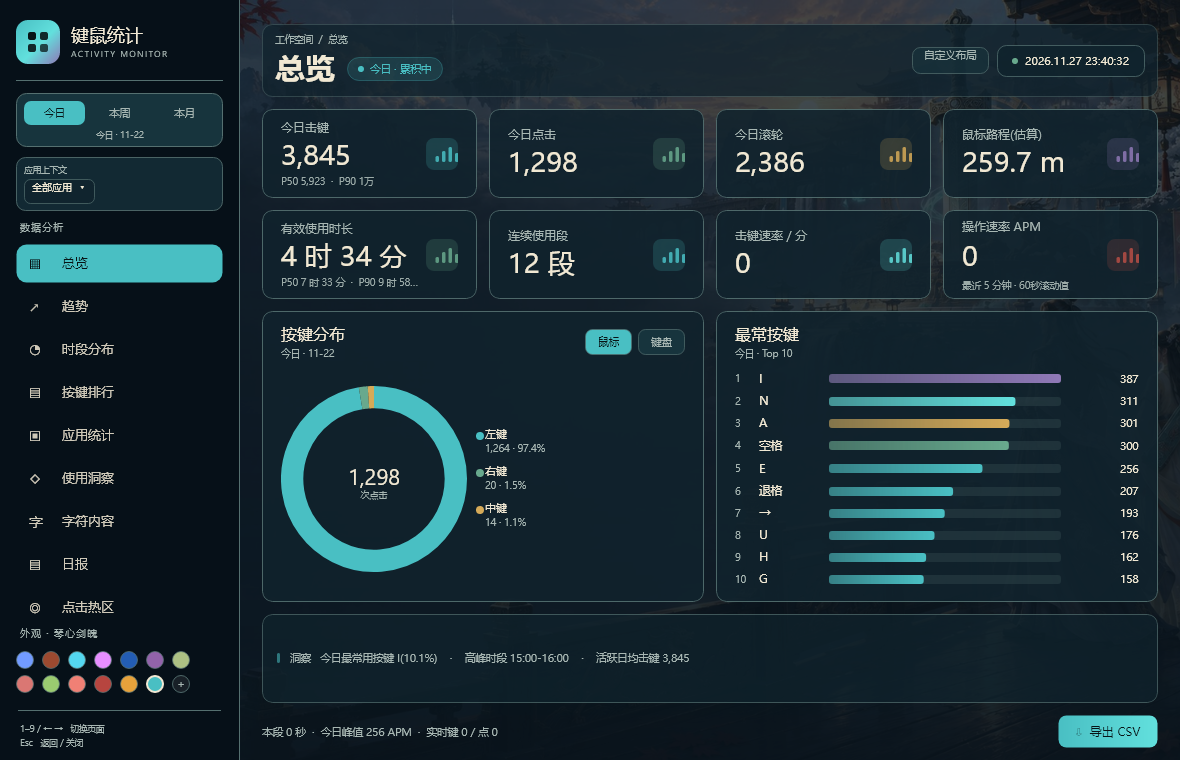 键鼠统计
ACTIVITY MONITOR
今日 本周 本月
今日 · 11-22
应用上下文
全部应用
数据分析
总览
趋势
时段分布
按键排行
应用统计
使用洞察
字 字符内容
日报
点击热区
外观 · 琴心剑魄
+
1–9 / ← → 切换页面
Esc 返回 / 关闭
工作空间 / 总览
总览 今日 · 累积中
自定义布局
2026.11.27 23:40:32
今日击键
3,845
P50 5,923 · P90 1万
今日点击
1,298
今日滚轮
2,386
鼠标路程(估算)
259.7 m
有效使用时长
4 时 34 分
P50 7 时 33 分 · P90 9 时 58...
连续使用段
12 段
击键速率 / 分
0
操作速率 APM
0
最近 5 分钟 · 60秒滚动值
按键分布
今日 · 11-22
鼠标 键盘
1,298
次点击
左键
1,264 · 97.4%
右键
20 · 1.5%
中键
14 · 1.1%
最常按键
今日 · Top 10
1 I 387
2 N 311
3 A 301
4 空格 300
5 E 256
6 退格 207
7 → 193
8 U 176
9 H 162
10 G 158
洞察 今日最常用按键 I(10.1%) · 高峰时段 15:00-16:00 · 活跃日均击键 3,845
本段 0 秒 · 今日峰值 256 APM · 实时键 0 / 点 0
⇩ 导出 CSV